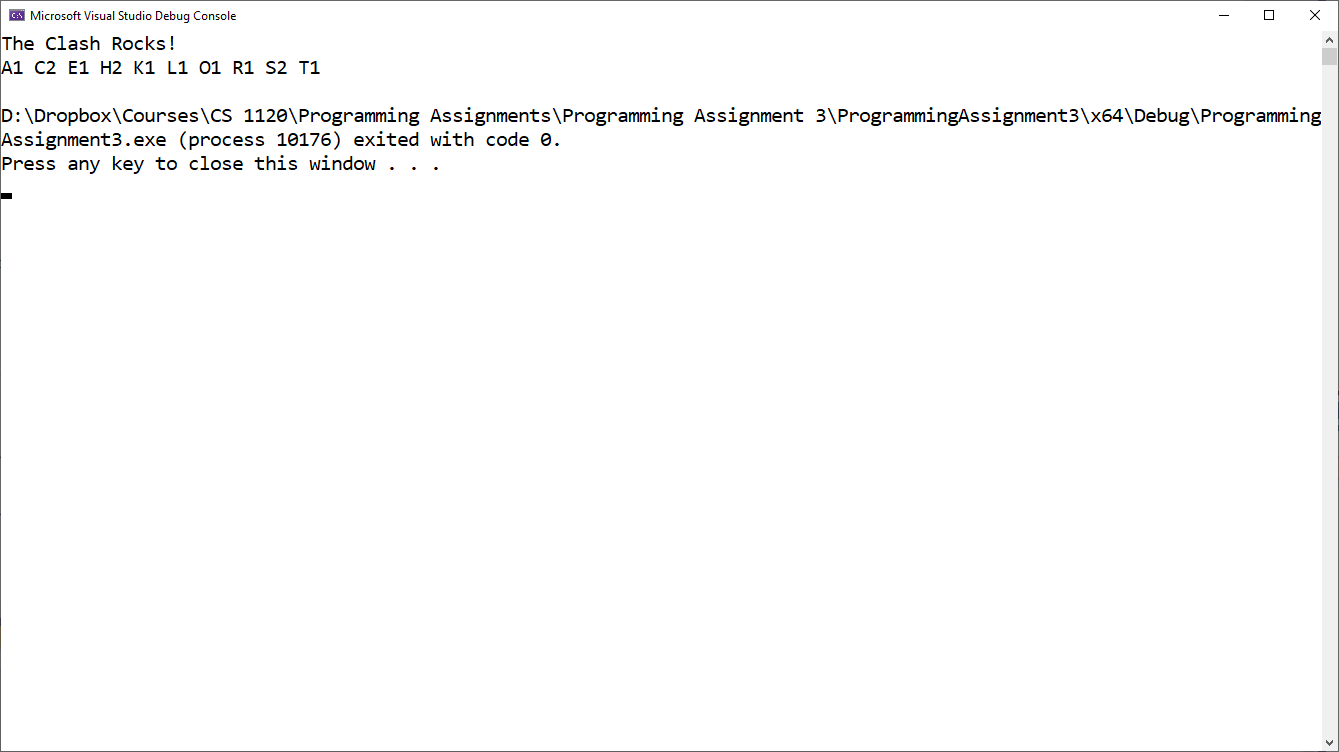 Microsoft Visual Studio Debug Console
The Clash Rocks!
A1 C2 E1 H2 K1 L1 O1 R1 S2 T1
D:\Dropbox\Courses\CS 1120\Programming Assignments\Programming Assignment 3\ProgrammingAssignment3\x64\Debug\Programming
Assignment3.exe (process 10176) exited with code 0.
Press any key to close this window . . .